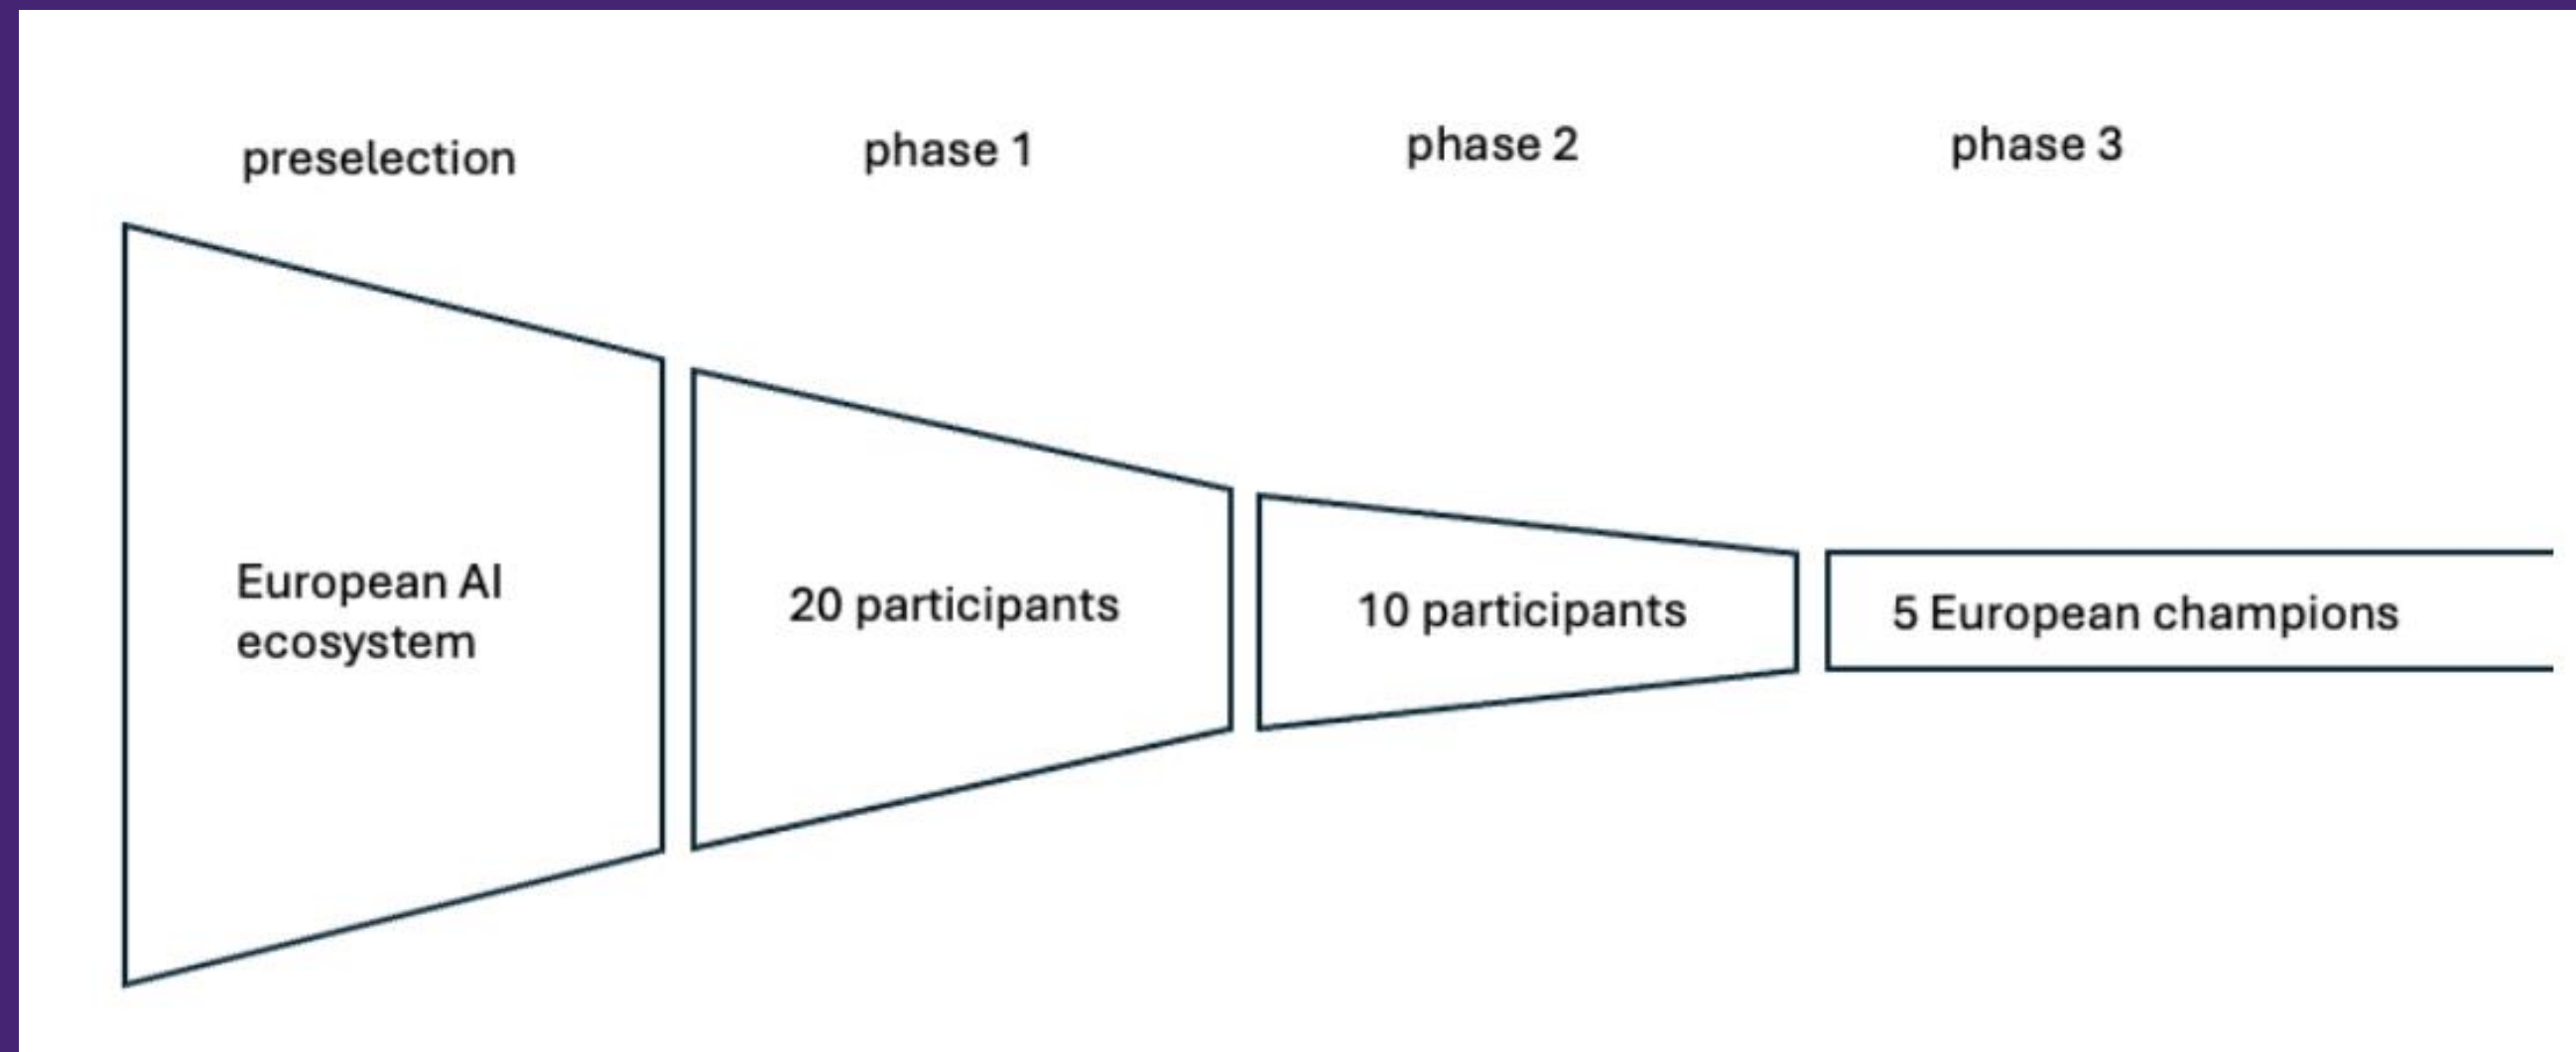 preselection
phase 1
phase 2
phase 3
European AI
ecosystem
20 participants
10 participants
5 European champions